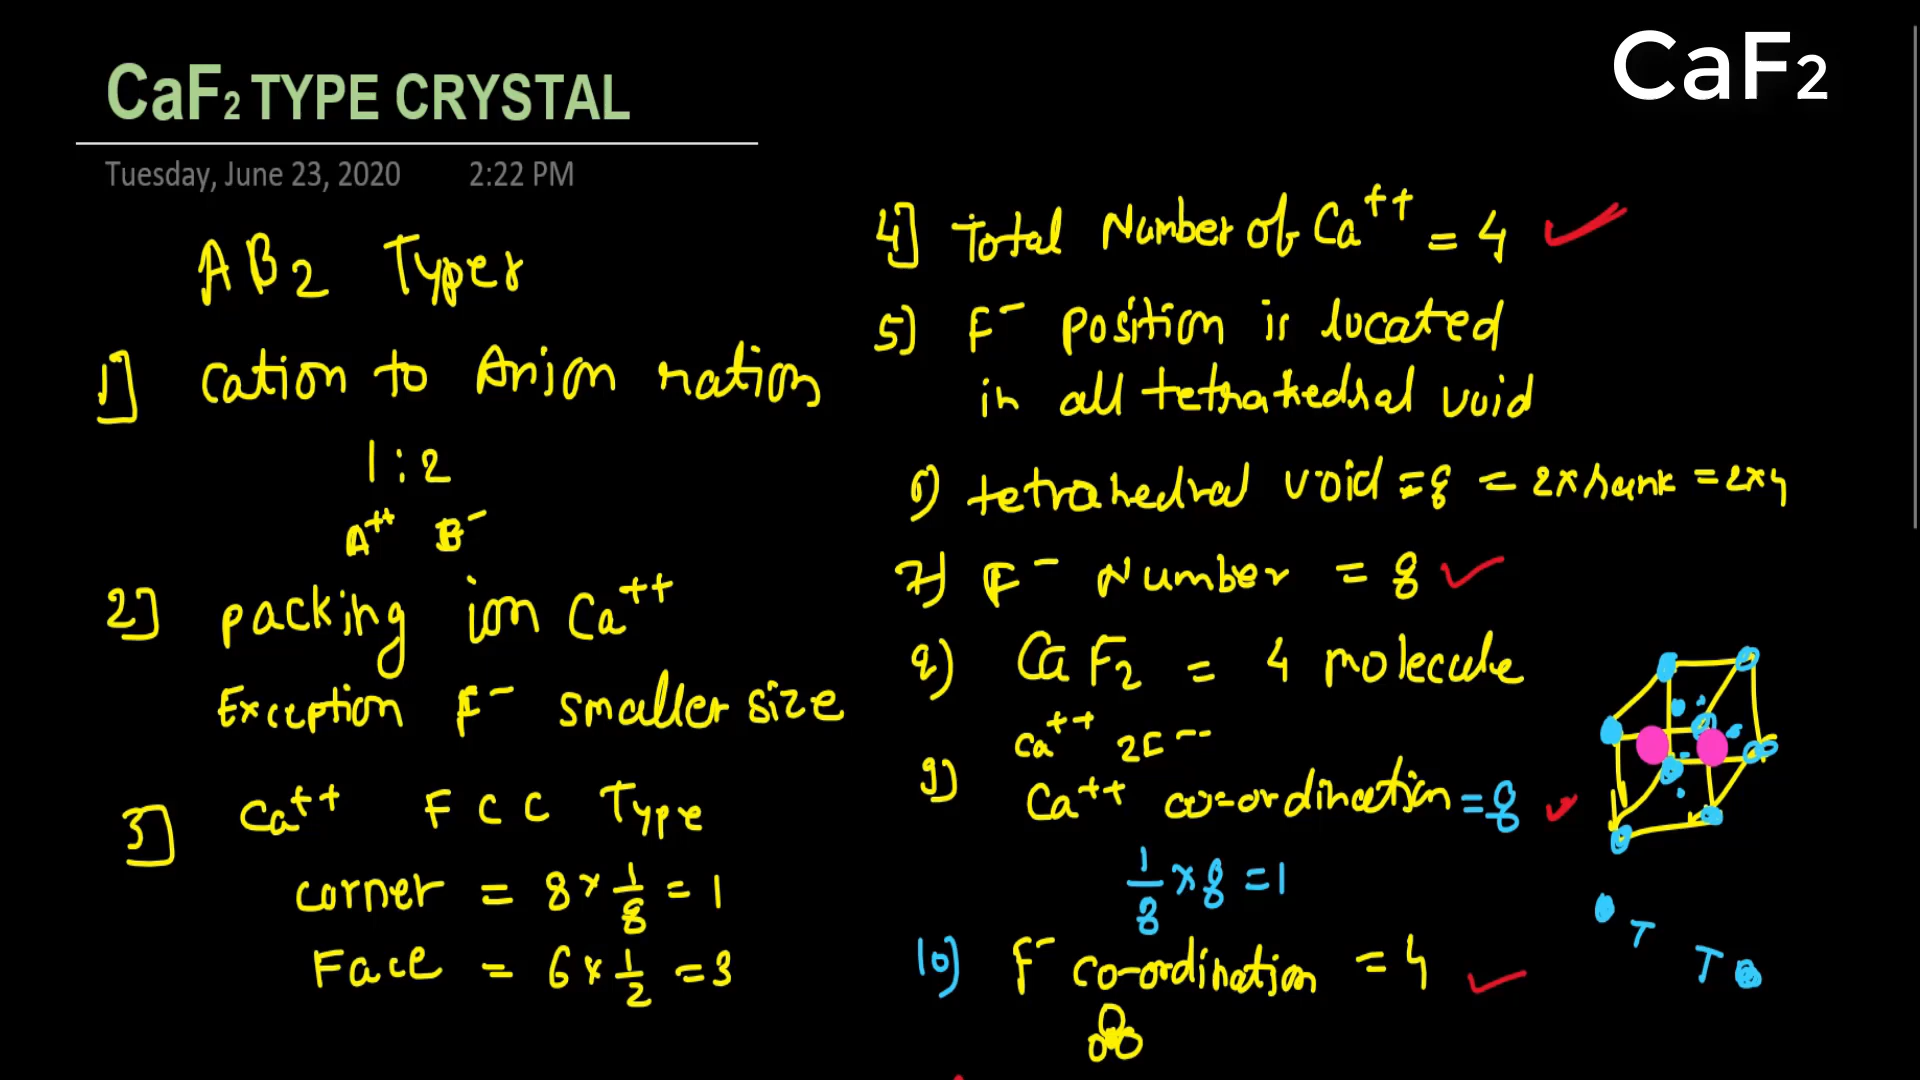 CaF2 TYPE CRYSTAL
CaF2
Tuesday, June 23, 2020 2:22 PM
AB2 Types
1] cation to Anion ration
1:2
A++ B-
2] packing ion Ca++
Exception F- smaller size
3] Ca++ FCC Type
corner = 8 × 1/8 = 1
Face = 6 × 1/2 = 3
4] Total Number of Ca++ = 4
5) F- position is located
in all tetrahedral void
6) tetrahedral void = 8 = 2×rank = 2×4
7) F- Number = 8
8) CaF2 = 4 molecule
Ca++ 2F--
9) Ca++ co-ordination = 8
1/8 × 8 = 1
10) F- co-ordination = 4
T
T